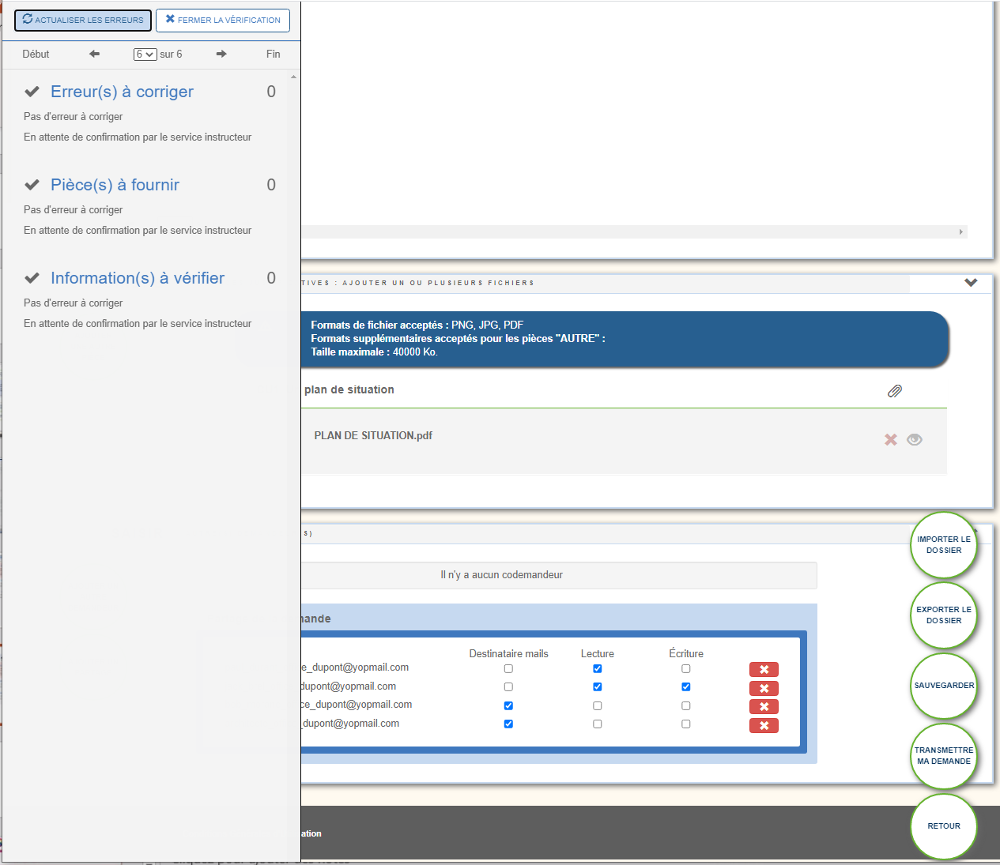 ACTUALISER LES ERREURS
FERMER LA VÉRIFICATION
Début
6 sur 6
Fin
Erreur(s) à corriger 0
Pas d'erreur à corriger
En attente de confirmation par le service instructeur
Pièce(s) à fournir 0
Pas d'erreur à corriger
En attente de confirmation par le service instructeur
Information(s) à vérifier 0
Pas d'erreur à corriger
En attente de confirmation par le service instructeur
TIVES : AJOUTER UN OU PLUSIEURS FICHIERS
Formats de fichier acceptés : PNG, JPG, PDF
Formats supplémentaires acceptés pour les pièces "AUTRE" :
Taille maximale : 40000 Ko.
plan de situation
PLAN DE SITUATION.pdf
S)
Il n'y a aucun codemandeur
mande
Destinataire mails Lecture Écriture
e_dupont@yopmail.com
dupont@yopmail.com
ce_dupont@yopmail.com
_dupont@yopmail.com
ation
IMPORTER LE
DOSSIER
EXPORTER LE
DOSSIER
SAUVEGARDER
TRANSMETTRE
MA DEMANDE
RETOUR